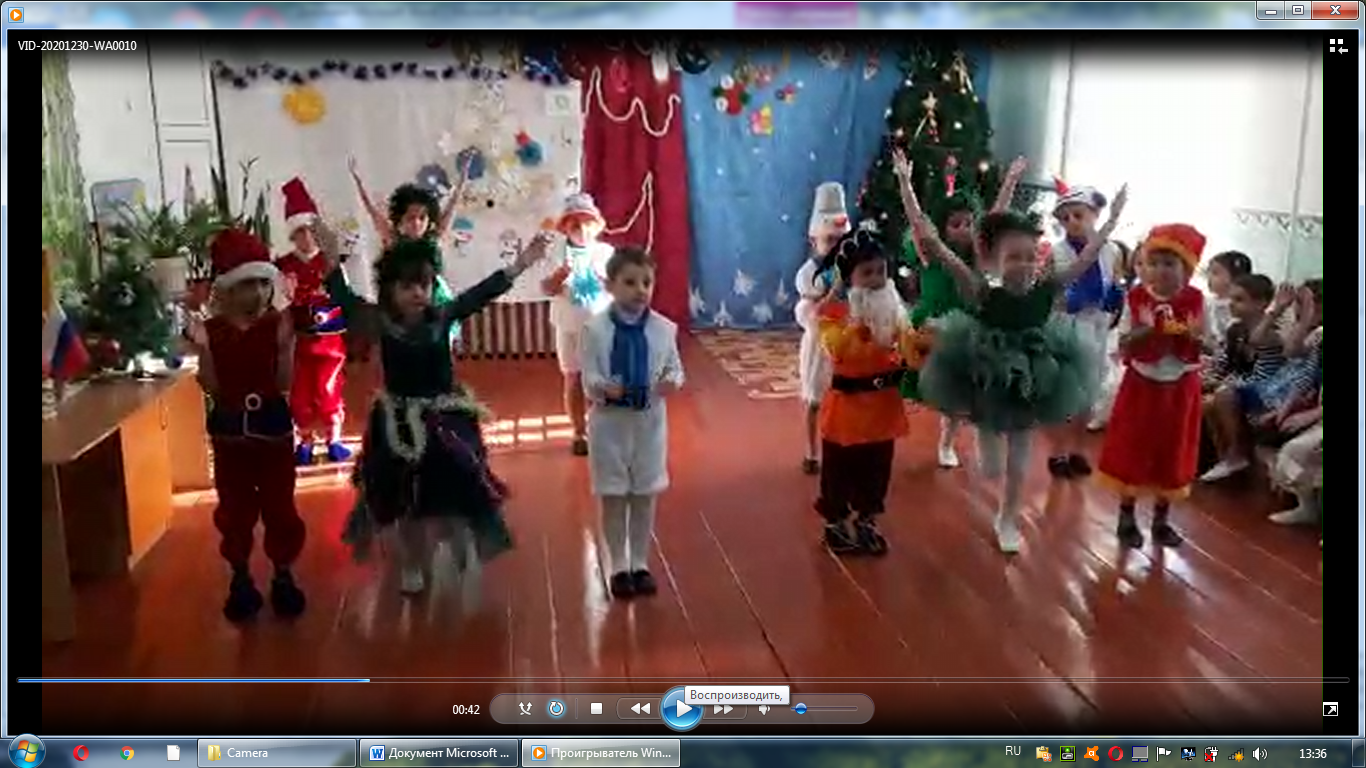 VID-20201230-WA0010
00:42
Воспроизводить,
Camera
Документ Microsoft ...
Проигрыватель Win...
RU
13:36